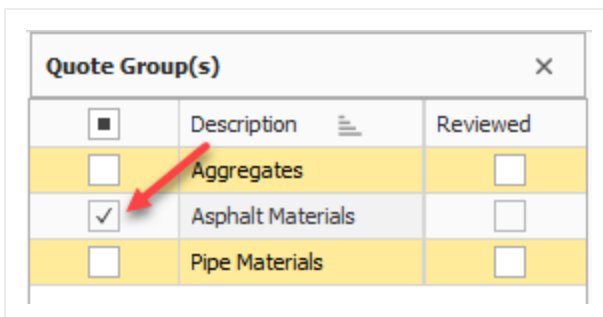 Quote Group(s)
Description Reviewed
Aggregates
Asphalt Materials
Pipe Materials